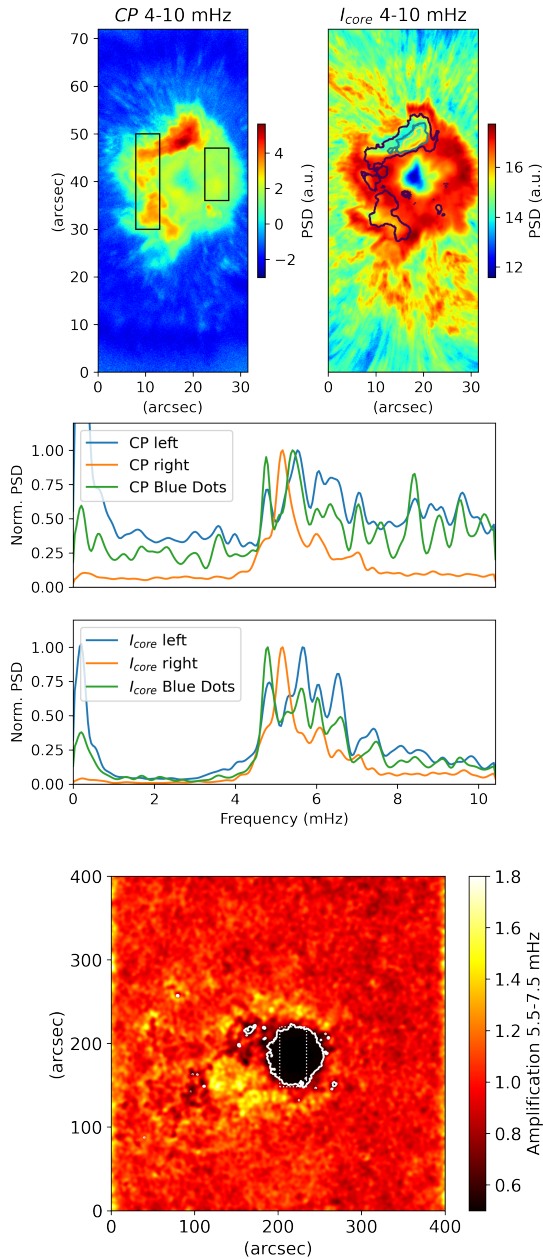 CP 4-10 mHz
I_core 4-10 mHz
70
60
50
40
30
20
10
0
(arcsec)
0 10 20 30
(arcsec)
4
2
0
−2
PSD (a.u.)
0 10 20 30
(arcsec)
16
14
12
PSD (a.u.)
1.00
0.75
0.50
0.25
0.00
Norm. PSD
CP left
CP right
CP Blue Dots
1.00
0.75
0.50
0.25
0.00
Norm. PSD
I_core left
I_core right
I_core Blue Dots
0 2 4 6 8 10
Frequency (mHz)
400
300
200
100
0
(arcsec)
0 100 200 300 400
(arcsec)
1.8
1.6
1.4
1.2
1.0
0.8
0.6
Amplification 5.5-7.5 mHz